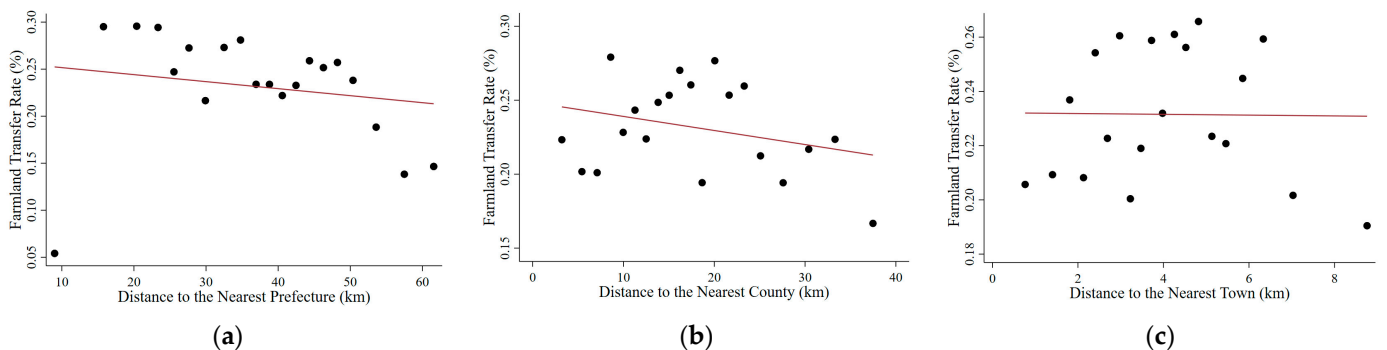 Farmland Transfer Rate (%)
0.30
0.25
0.20
0.15
0.10
0.05
10 20 30 40 50 60
Distance to the Nearest Prefecture (km)
(a)
Farmland Transfer Rate (%)
0.30
0.25
0.20
0.15
0 10 20 30 40
Distance to the Nearest County (km)
(b)
Farmland Transfer Rate (%)
0.26
0.24
0.22
0.20
0.18
0 2 4 6 8
Distance to the Nearest Town (km)
(c)